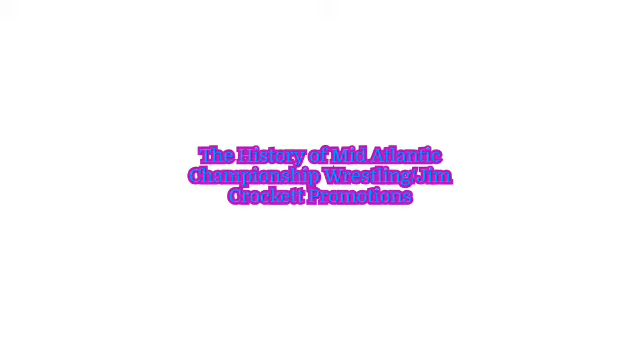 The History of Mid Atlantic
Championship Wrestling/Jim
Crockett Promotions